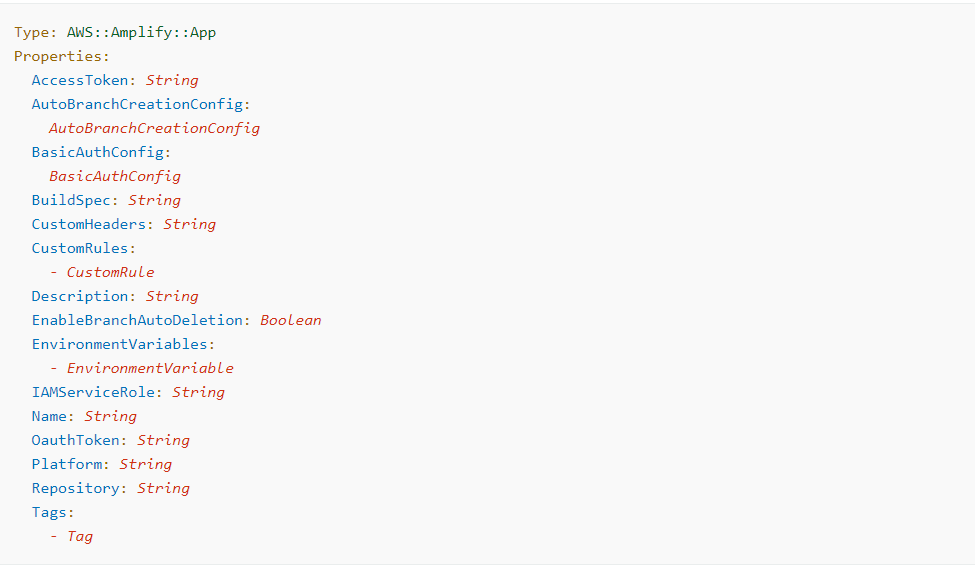 Type: AWS::Amplify::App
Properties:
  AccessToken: String
  AutoBranchCreationConfig:
    AutoBranchCreationConfig
  BasicAuthConfig:
    BasicAuthConfig
  BuildSpec: String
  CustomHeaders: String
  CustomRules:
    - CustomRule
  Description: String
  EnableBranchAutoDeletion: Boolean
  EnvironmentVariables:
    - EnvironmentVariable
  IAMServiceRole: String
  Name: String
  OauthToken: String
  Platform: String
  Repository: String
  Tags:
    - Tag